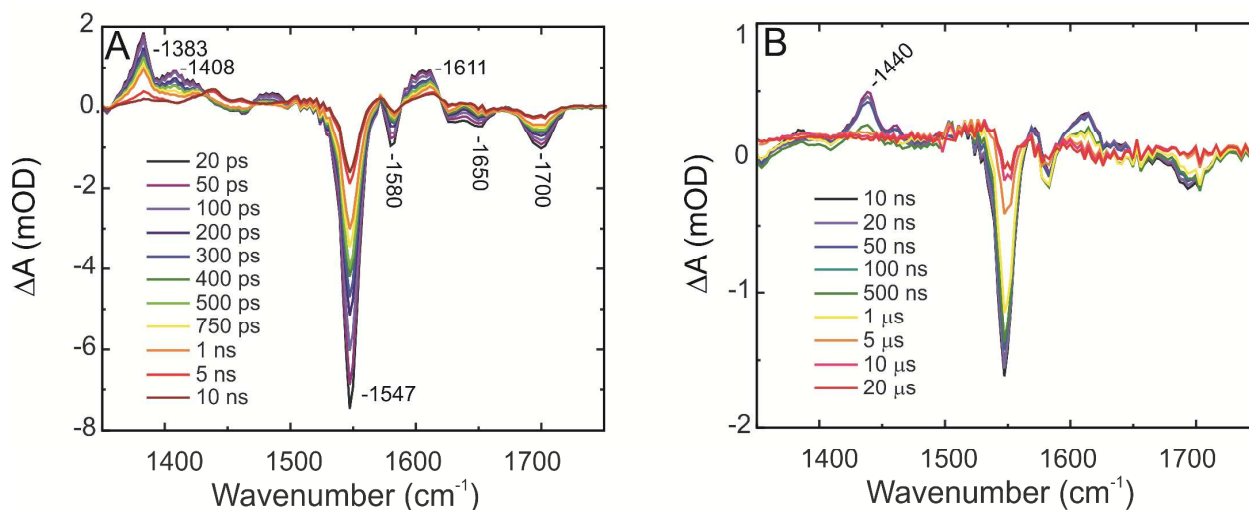 A
2
0
-2
-4
-6
-8
ΔA (mOD)
-1383
-1408
-1611
-1580
-1650
-1700
-1547
20 ps
50 ps
100 ps
200 ps
300 ps
400 ps
500 ps
750 ps
1 ns
5 ns
10 ns
1400 1500 1600 1700
Wavenumber (cm⁻¹)
B
1
0
-1
-2
ΔA (mOD)
-1440
10 ns
20 ns
50 ns
100 ns
500 ns
1 μs
5 μs
10 μs
20 μs
1400 1500 1600 1700
Wavenumber (cm⁻¹)